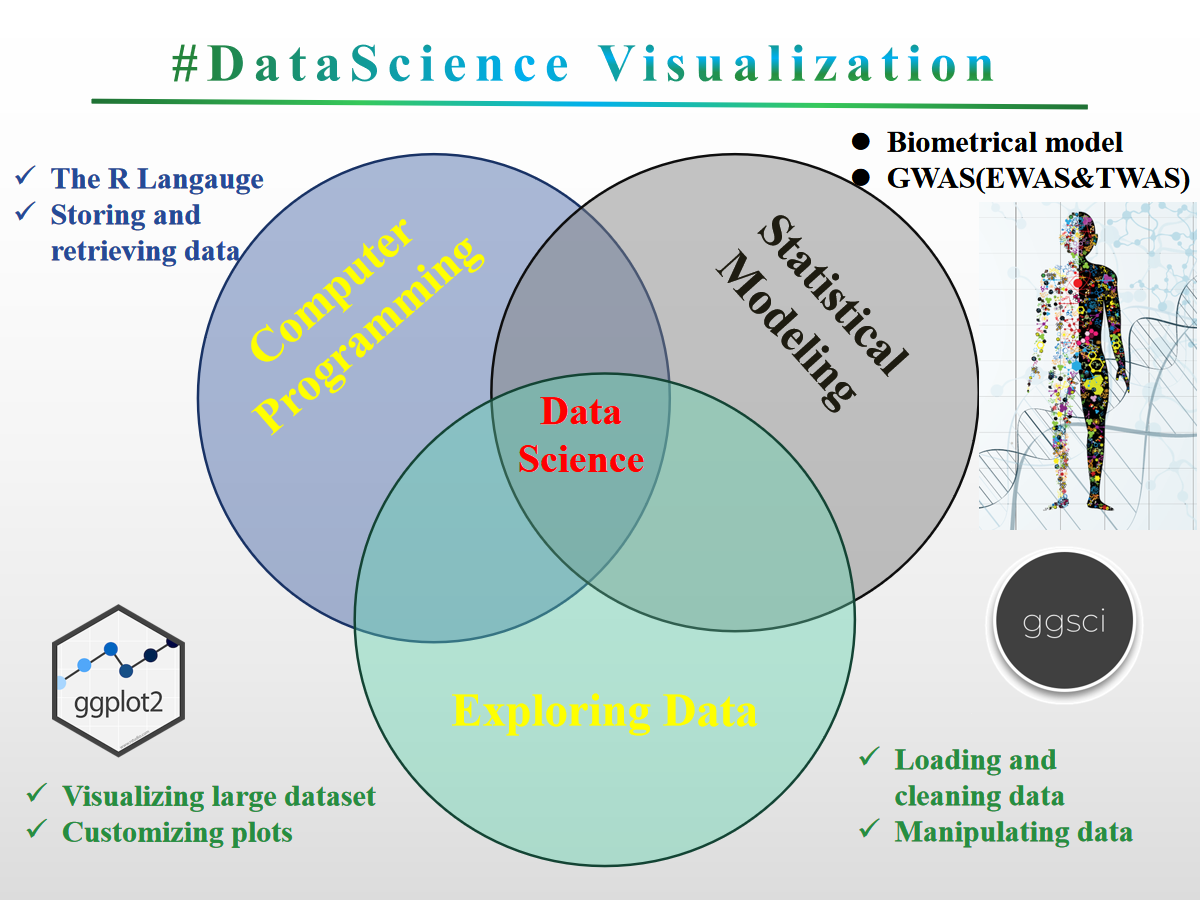 #DataScience Visualization
The R Langauge
Storing and
retrieving data
Biometrical model
GWAS(EWAS&TWAS)
Computer
Programming
Statistical
Modeling
Data
Science
Exploring Data
ggplot2
ggsci
Visualizing large dataset
Customizing plots
Loading and
cleaning data
Manipulating data